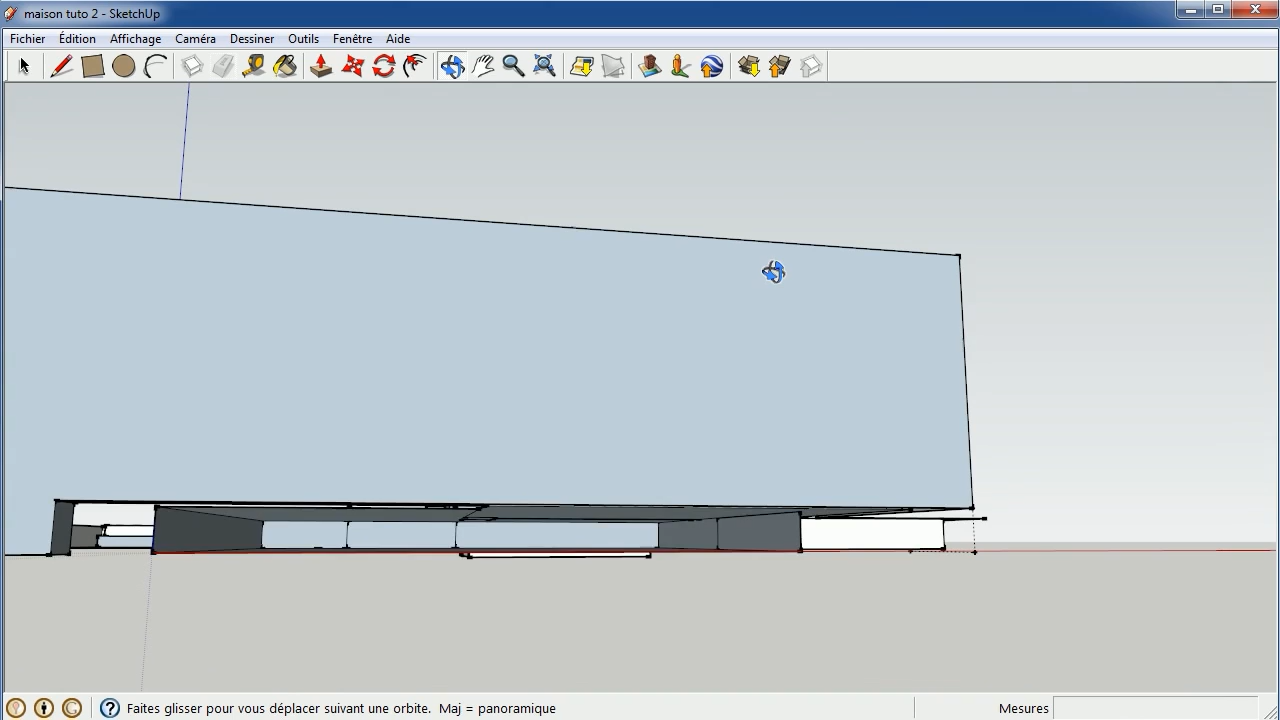 maison tuto 2 - SketchUp
Fichier Édition Affichage Caméra Dessiner Outils Fenêtre Aide
Faites glisser pour vous déplacer suivant une orbite. Maj = panoramique Mesures